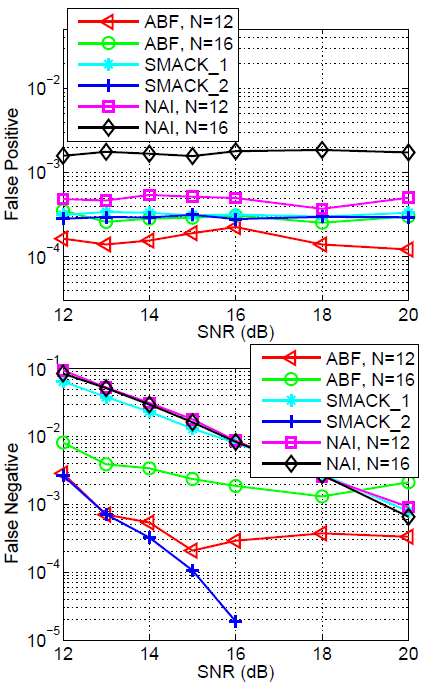 ABF, N=12
ABF, N=16
SMACK_1
SMACK_2
NAI, N=12
NAI, N=16
False Positive
10^-2
10^-3
10^-4
12 14 16 18 20
SNR (dB)
ABF, N=12
ABF, N=16
SMACK_1
SMACK_2
NAI, N=12
NAI, N=16
False Negative
10^-1
10^-2
10^-3
10^-4
10^-5
12 14 16 18 20
SNR (dB)